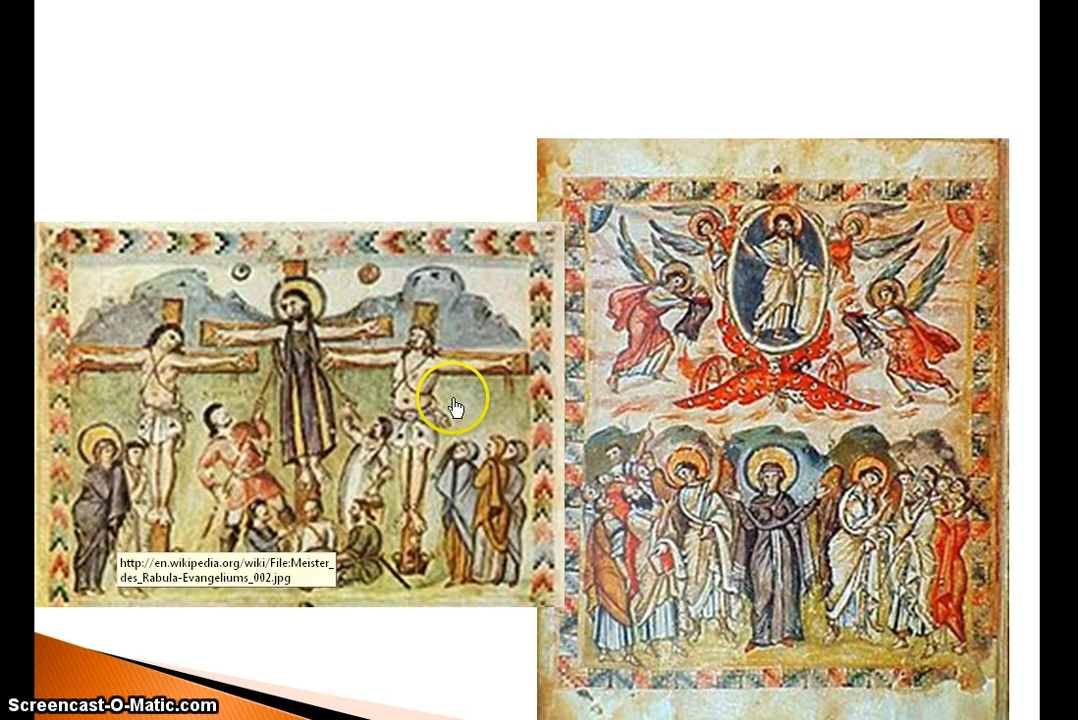 http://en.wikipedia.org/wiki/File:Meister_
des_Rabula-Evangeliums_002.jpg
Screencast-O-Matic.com